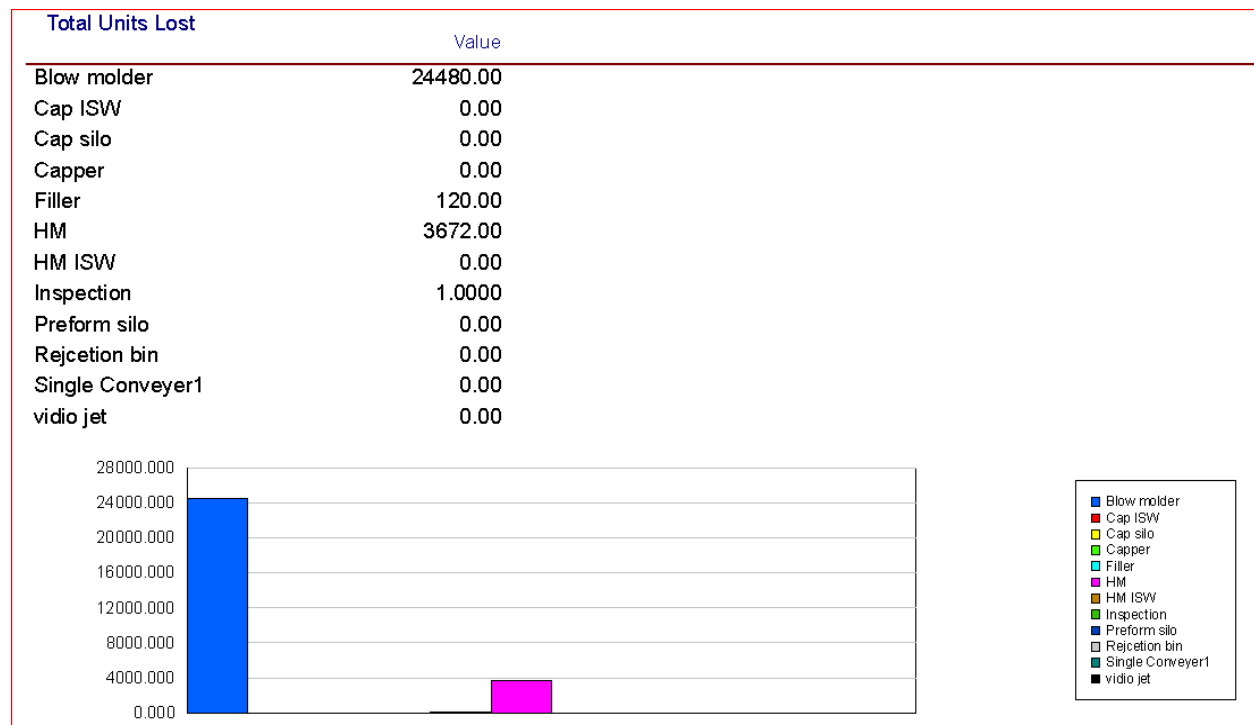 Total Units Lost
Value
Blow molder 24480.00
Cap ISW 0.00
Cap silo 0.00
Capper 0.00
Filler 120.00
HM 3672.00
HM ISW 0.00
Inspection 1.0000
Preform silo 0.00
Rejcetion bin 0.00
Single Conveyer1 0.00
vidio jet 0.00
28000.000
24000.000
20000.000
16000.000
12000.000
8000.000
4000.000
0.000
Blow molder
Cap ISW
Cap silo
Capper
Filler
HM
HM ISW
Inspection
Preform silo
Rejcetion bin
Single Conveyer1
vidio jet